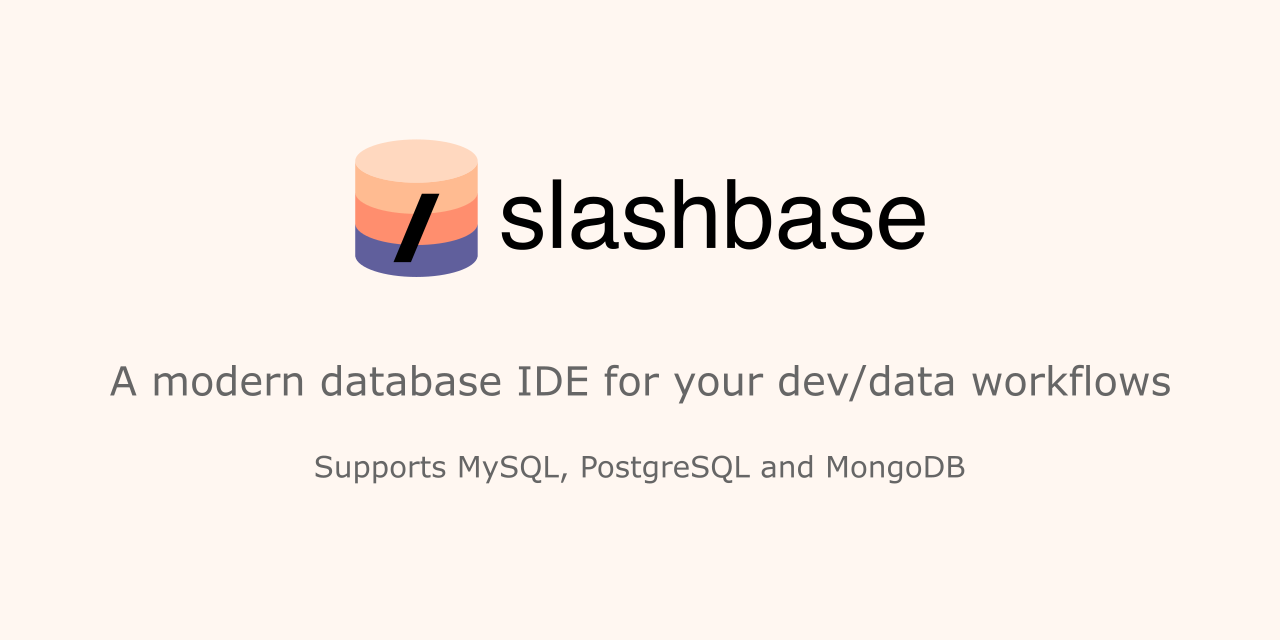 slashbase
A modern database IDE for your dev/data workflows
Supports MySQL, PostgreSQL and MongoDB